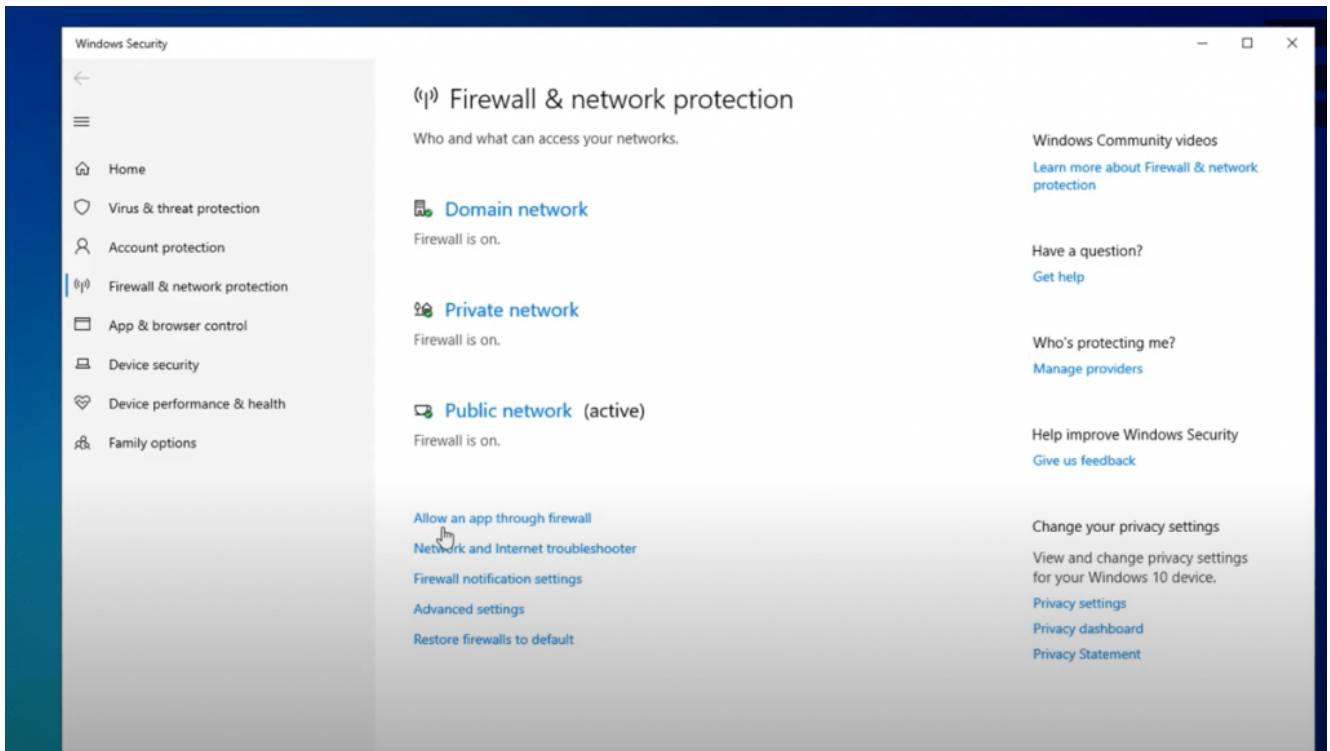 Windows Security
Home
Virus & threat protection
Account protection
Firewall & network protection
App & browser control
Device security
Device performance & health
Family options
Firewall & network protection
Who and what can access your networks.
Domain network
Firewall is on.
Private network
Firewall is on.
Public network (active)
Firewall is on.
Allow an app through firewall
Network and Internet troubleshooter
Firewall notification settings
Advanced settings
Restore firewalls to default
Windows Community videos
Learn more about Firewall & network
protection
Have a question?
Get help
Who's protecting me?
Manage providers
Help improve Windows Security
Give us feedback
Change your privacy settings
View and change privacy settings
for your Windows 10 device.
Privacy settings
Privacy dashboard
Privacy Statement